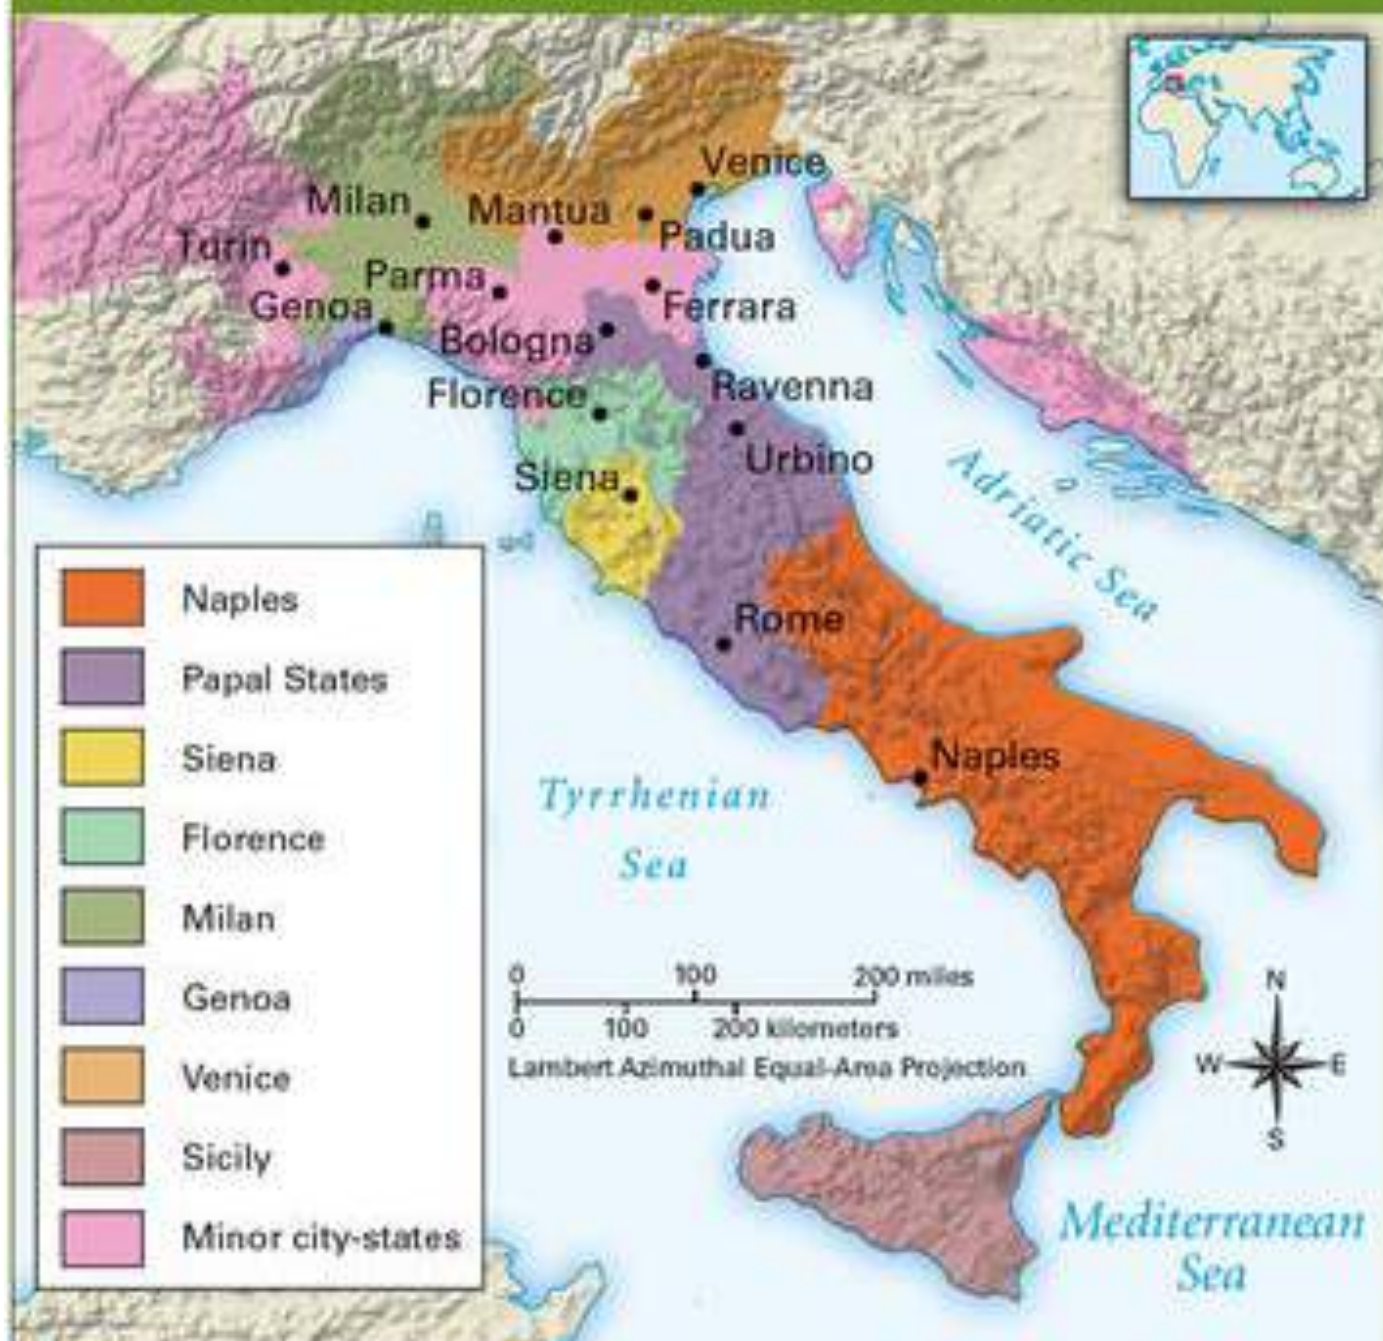 Venice
Milan
Mantua
Padua
Turin
Parma
Genoa
Ferrara
Bologna
Florence
Ravenna
Urbino
Siena
Adriatic Sea
Rome
Naples
Tyrrhenian
Sea
Naples
Papal States
Siena
Florence
Milan
Genoa
Venice
Sicily
Minor city-states
0 100 200 miles
0 100 200 kilometers
Lambert Azimuthal Equal-Area Projection
N
W E
S
Mediterranean
Sea